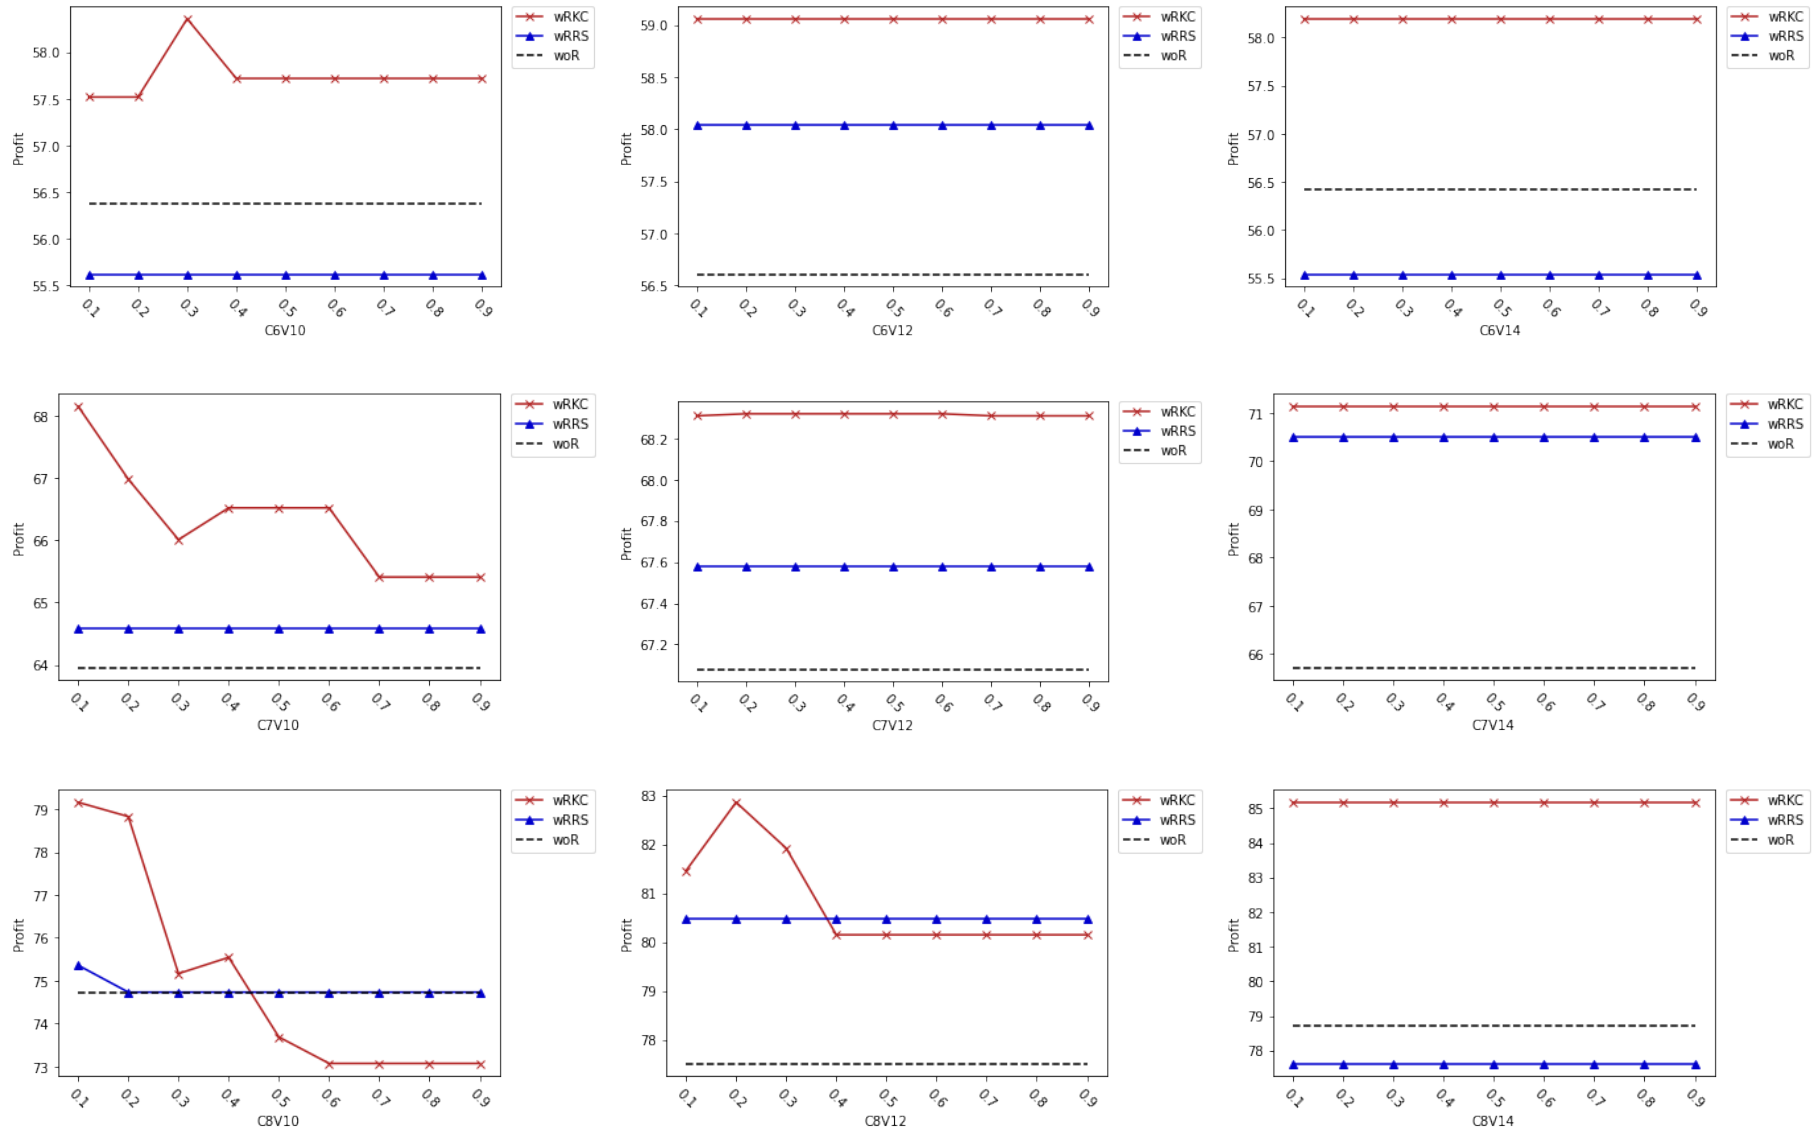 58.0
57.5
57.0
56.5
56.0
55.5
Profit
0.1 0.2 0.3 0.4 0.5 0.6 0.7 0.8 0.9
C6V10
wRKC
wRRS
woR
59.0
58.5
58.0
57.5
57.0
56.5
Profit
0.1 0.2 0.3 0.4 0.5 0.6 0.7 0.8 0.9
C6V12
wRKC
wRRS
woR
58.0
57.5
57.0
56.5
56.0
55.5
Profit
0.1 0.2 0.3 0.4 0.5 0.6 0.7 0.8 0.9
C6V14
wRKC
wRRS
woR
68
67
66
65
64
Profit
0.1 0.2 0.3 0.4 0.5 0.6 0.7 0.8 0.9
C7V10
wRKC
wRRS
woR
68.2
68.0
67.8
67.6
67.4
67.2
Profit
0.1 0.2 0.3 0.4 0.5 0.6 0.7 0.8 0.9
C7V12
wRKC
wRRS
woR
71
70
69
68
67
66
Profit
0.1 0.2 0.3 0.4 0.5 0.6 0.7 0.8 0.9
C7V14
wRKC
wRRS
woR
79
78
77
76
75
74
73
Profit
0.1 0.2 0.3 0.4 0.5 0.6 0.7 0.8 0.9
C8V10
wRKC
wRRS
woR
83
82
81
80
79
78
Profit
0.1 0.2 0.3 0.4 0.5 0.6 0.7 0.8 0.9
C8V12
wRKC
wRRS
woR
85
84
83
82
81
80
79
78
Profit
0.1 0.2 0.3 0.4 0.5 0.6 0.7 0.8 0.9
C8V14
wRKC
wRRS
woR